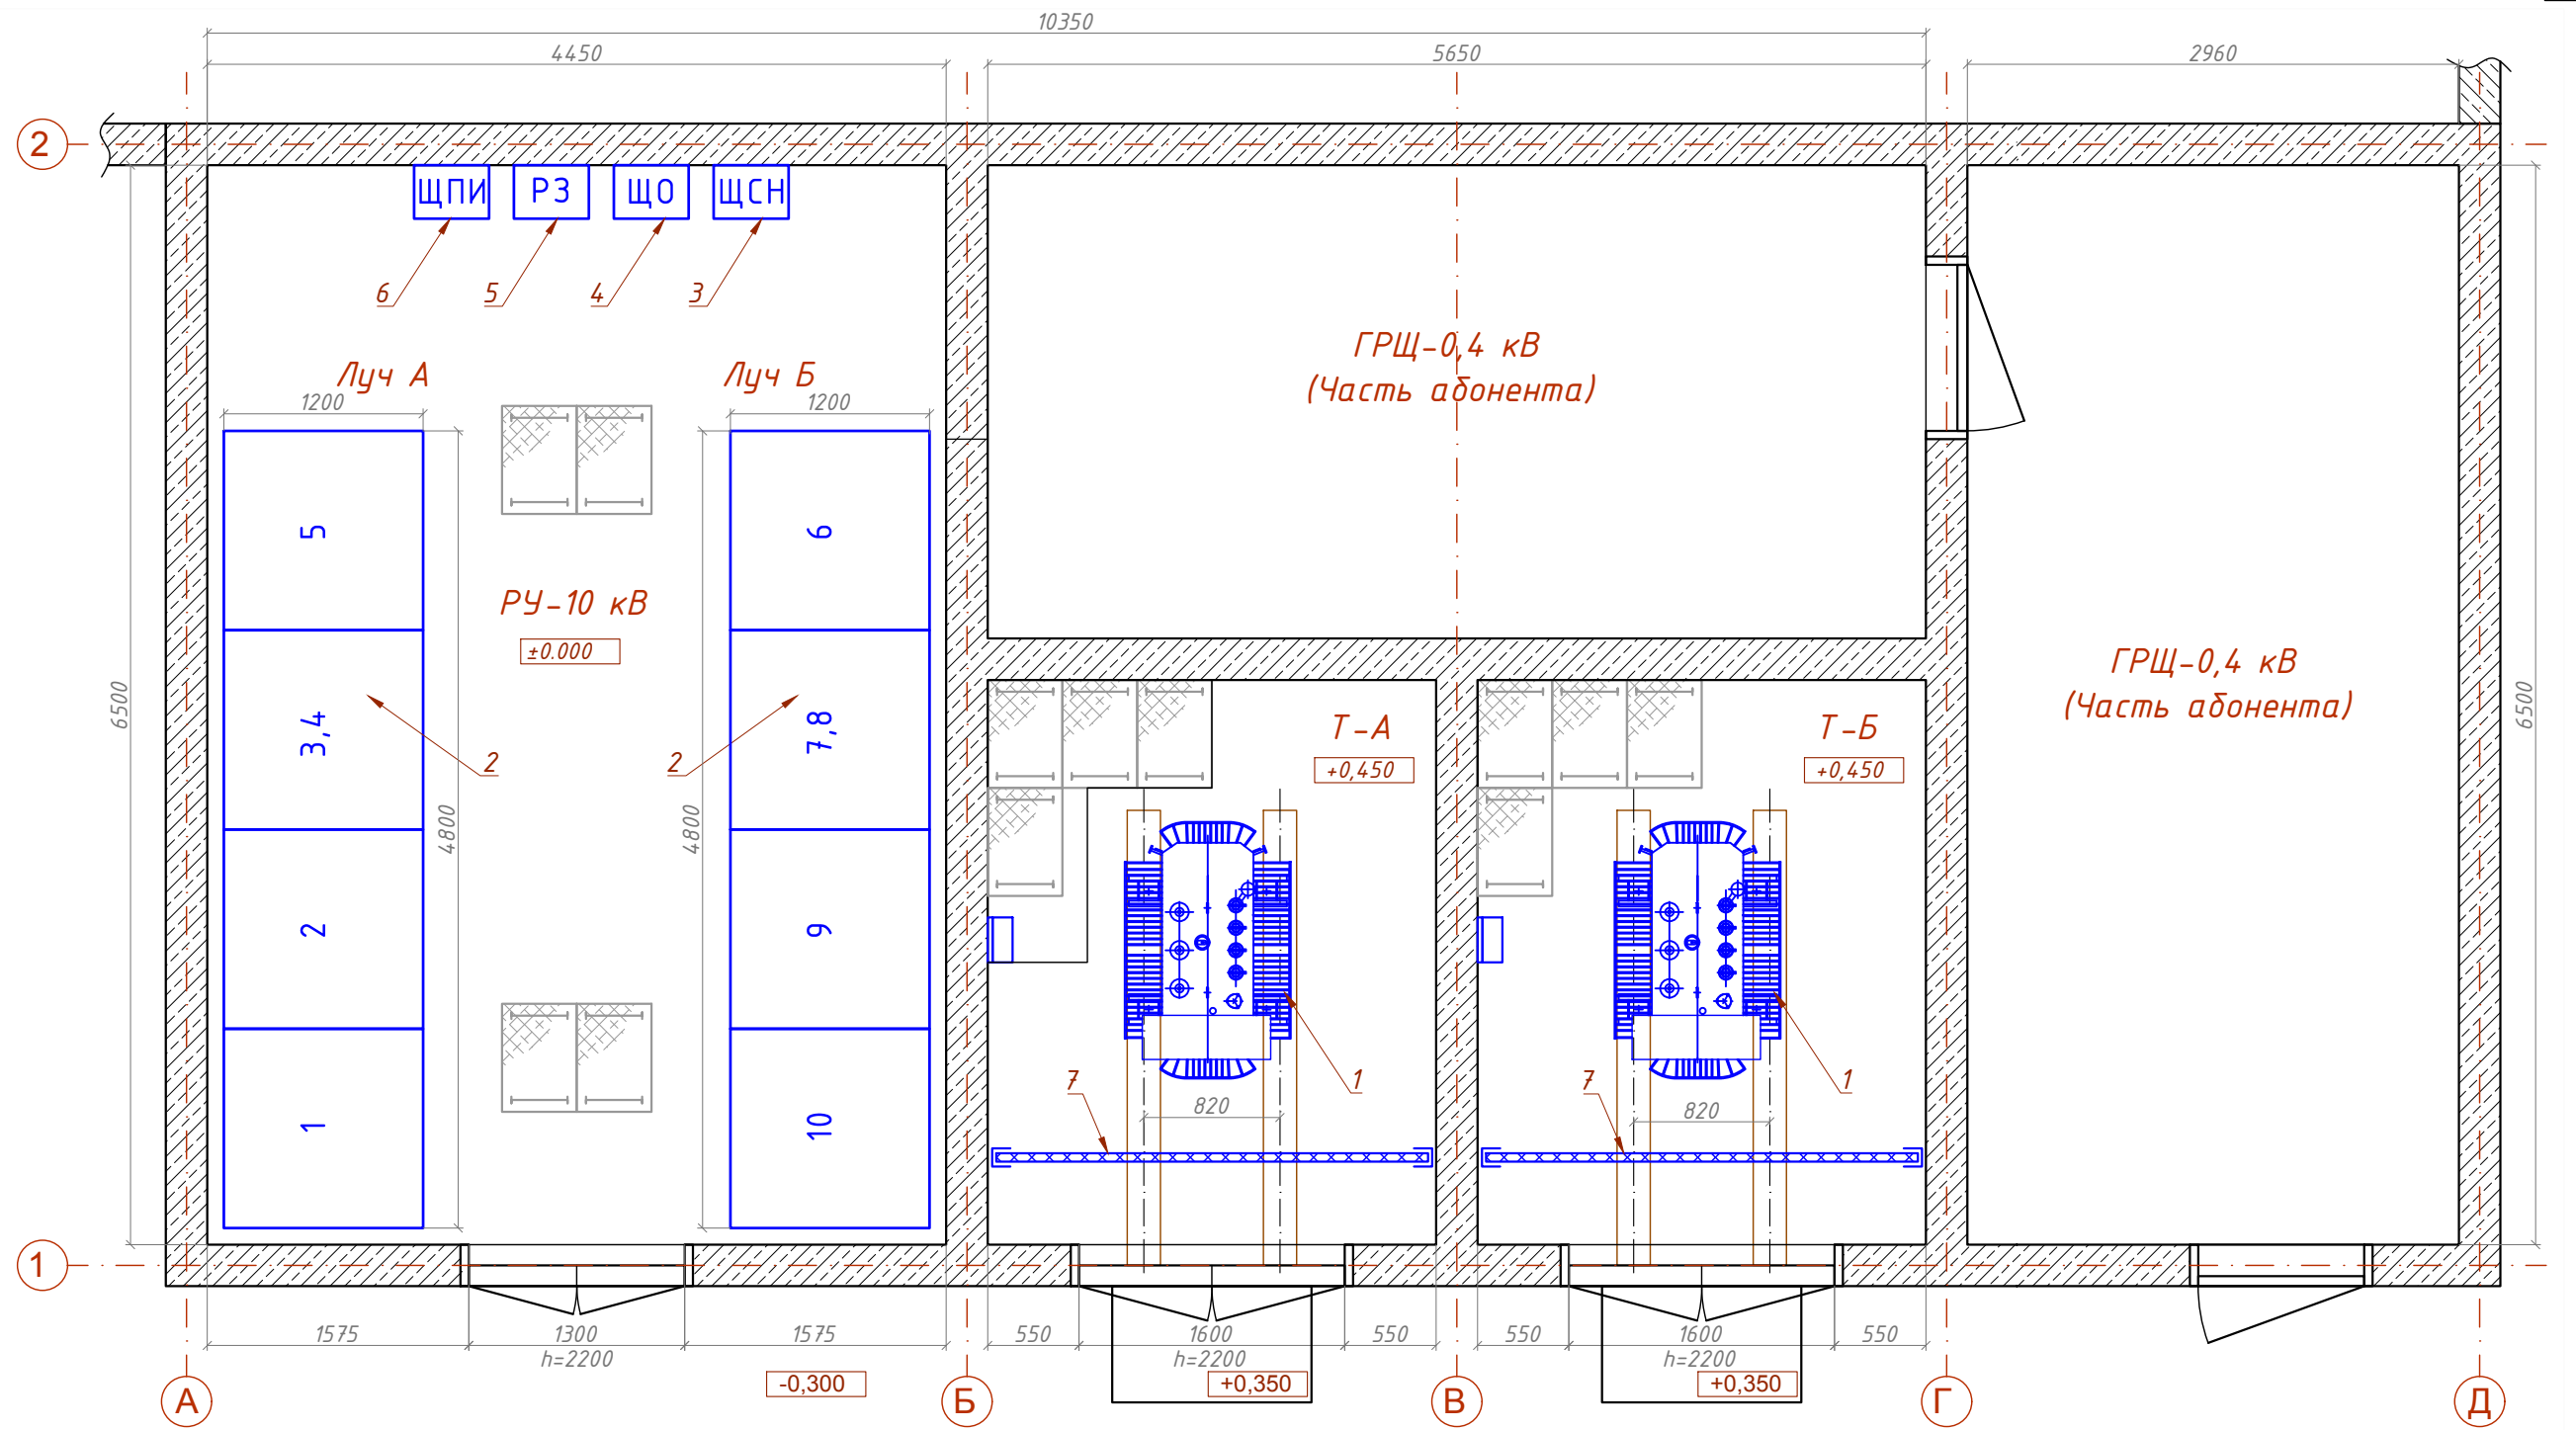 10350
4450
5650
2960
2
ЩПИ
РЗ
ЩО
ЩСН
6
5
4
3
ГРЩ-0,4 кВ
(Часть абонента)
Луч А
Луч Б
1200
1200
5
6
РУ-10 кВ
±0.000
ГРЩ-0,4 кВ
(Часть абонента)
6500
6500
3,4
7,8
2
2
Т-А
+0,450
Т-Б
+0,450
4800
4800
2
9
7
1
7
1
820
820
1
10
1
1575
1300
1575
550
1600
550
550
1600
550
h=2200
h=2200
h=2200
-0,300
+0,350
+0,350
А
Б
В
Г
Д